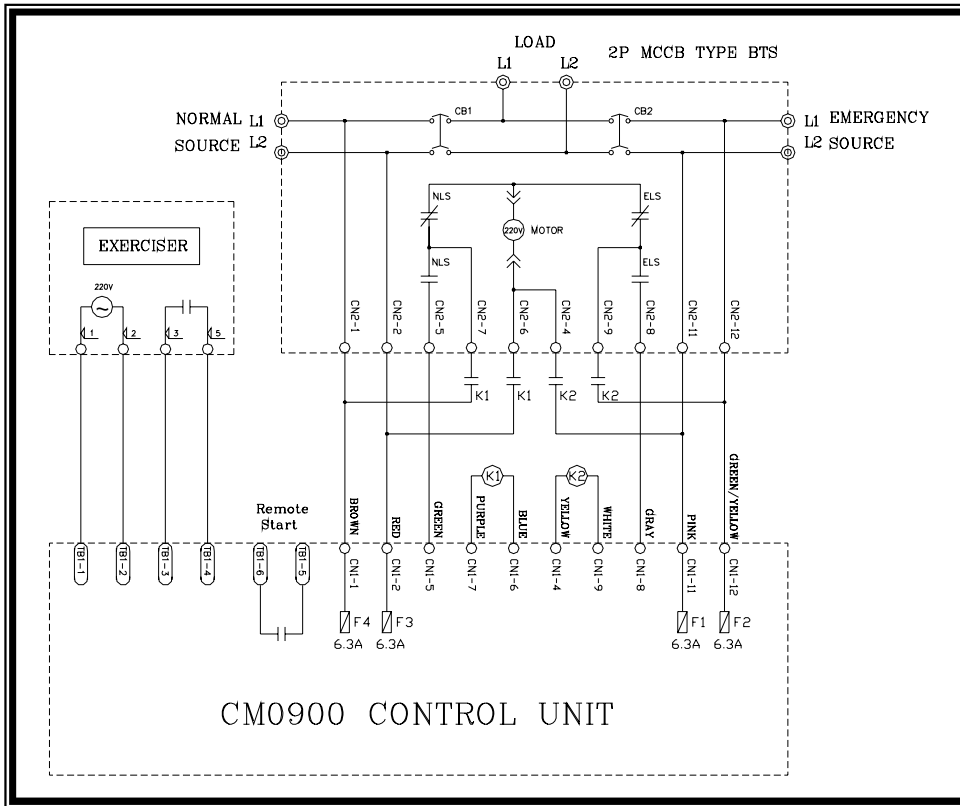 LOAD
2P MCCB TYPE BTS
L1 L2
NORMAL L1
SOURCE L2
CB1
CB2
L1 EMERGENCY
L2 SOURCE
NLS
ELS
220V MOTOR
NLS
ELS
EXERCISER
220V
1 2 3 5
CN2-1
CN2-2
CN2-5
CN2-7
CN2-6
CN2-4
CN2-9
CN2-8
CN2-11
CN2-12
K1 K1 K2 K2
K1 K2
BROWN
RED
GREEN
PURPLE
BLUE
YELLOW
WHITE
GRAY
PINK
GREEN/YELLOW
Remote
Start
TB1-1
TB1-2
TB1-3
TB1-4
TB1-6
TB1-5
CN1-1
CN1-2
CN1-5
CN1-7
CN1-6
CN1-4
CN1-9
CN1-8
CN1-11
CN1-12
F4 F3 F1 F2
6.3A 6.3A 6.3A 6.3A
CM0900 CONTROL UNIT